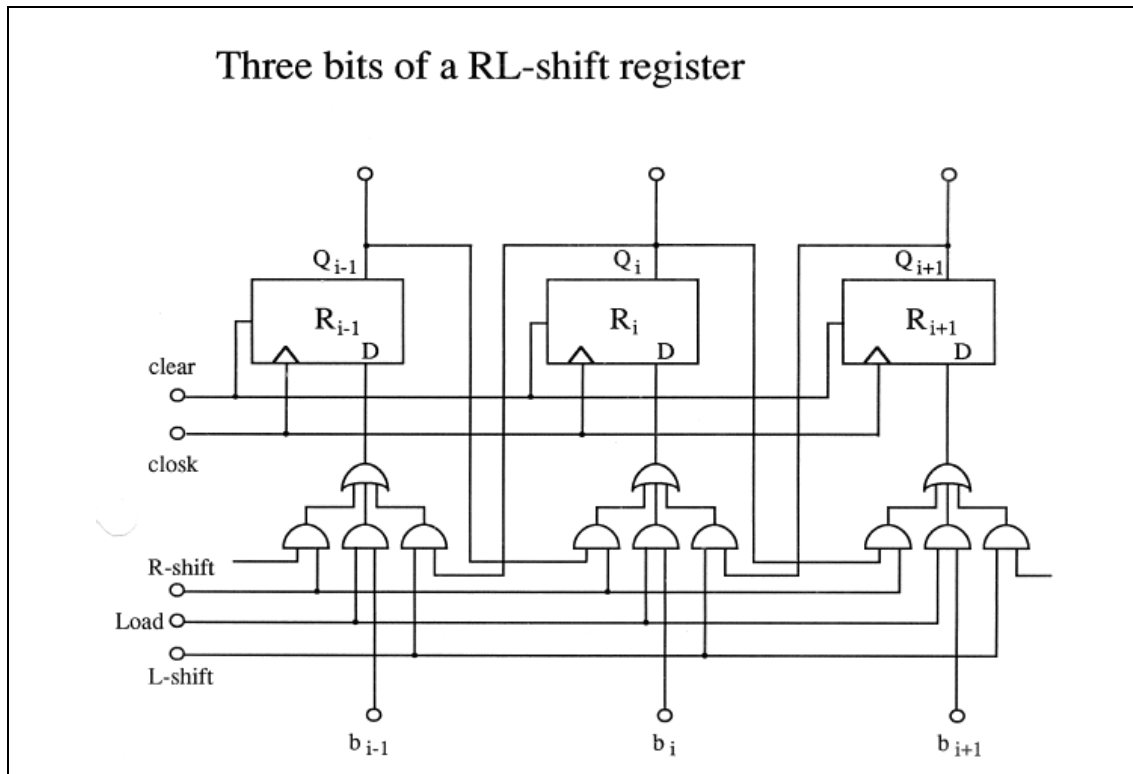 Three bits of a RL-shift register
Q i-1 Q i Q i+1
R i-1 R i R i+1
D D D
clear
closk
R-shift
Load
L-shift
b i-1 b i b i+1